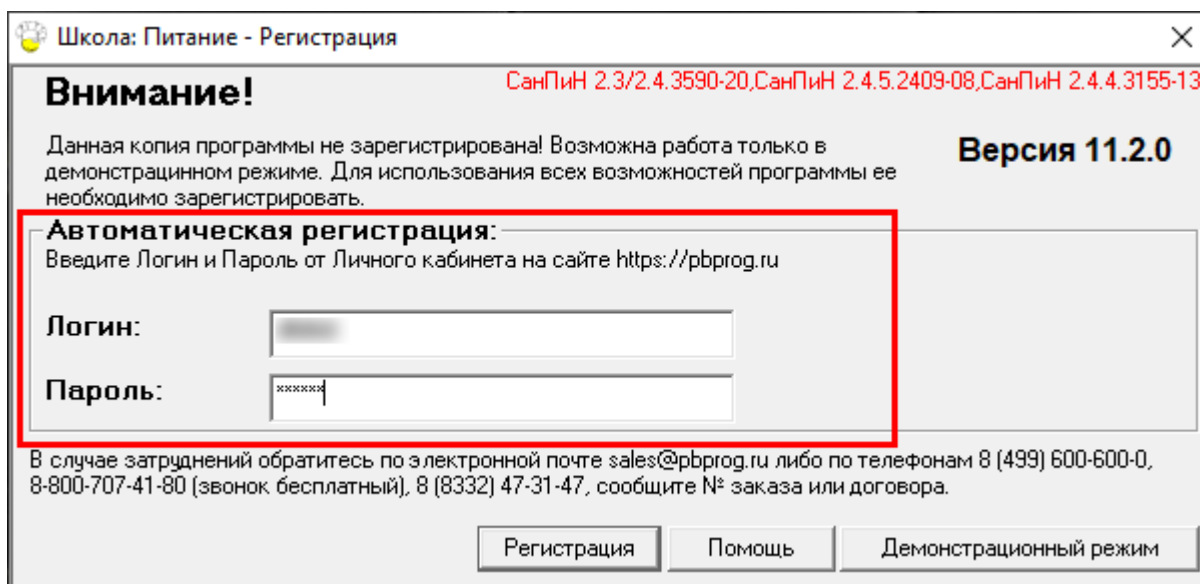 Школа: Питание - Регистрация
Внимание!
СанПиН 2.3/2.4.3590-20,СанПиН 2.4.5.2409-08,СанПиН 2.4.4.3155-13
Данная копия программы не зарегистрирована! Возможна работа только в
демонстрацинном режиме. Для использования всех возможностей программы ее
необходимо зарегистрировать.
Версия 11.2.0
Автоматическая регистрация:
Введите Логин и Пароль от Личного кабинета на сайте https://pbprog.ru
Логин:
Пароль:
××××××
В случае затруднений обратитесь по электронной почте sales@pbprog.ru либо по телефонам 8 (499) 600-600-0,
8-800-707-41-80 (звонок бесплатный), 8 (8332) 47-31-47, сообщите № заказа или договора.
Регистрация
Помощь
Демонстрационный режим